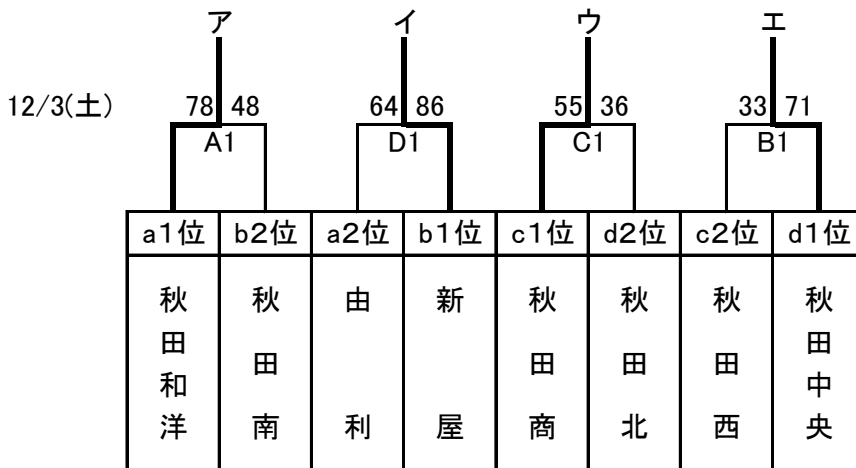 ア イ ウ エ
12/3(土) 78 48 64 86 55 36 33 71
A1 D1 C1 B1
a1位 b2位 a2位 b1位 c1位 d2位 c2位 d1位
秋田和洋
秋田南
由利
新屋
秋田商
秋田北
秋田西
秋田中央